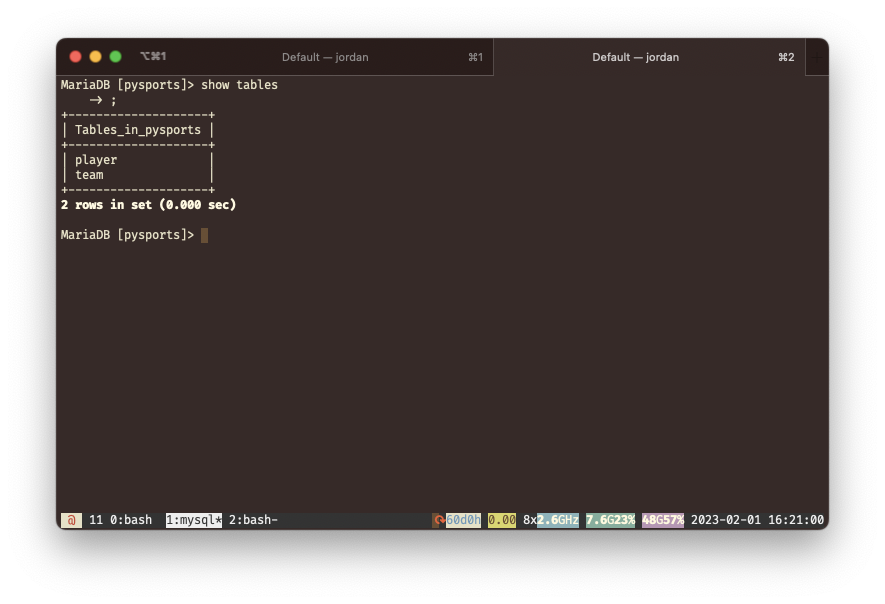 ⌥⌘1 Default — jordan ⌘1 Default — jordan ⌘2 +
MariaDB [pysports]> show tables
    -> ;
+--------------------+
| Tables_in_pysports |
+--------------------+
| player             |
| team               |
+--------------------+
2 rows in set (0.000 sec)
MariaDB [pysports]>
@ 11 0:bash 1:mysql* 2:bash- ⟳60d0h 0.00 8x2.6GHz 7.6G23% 48G57% 2023-02-01 16:21:00